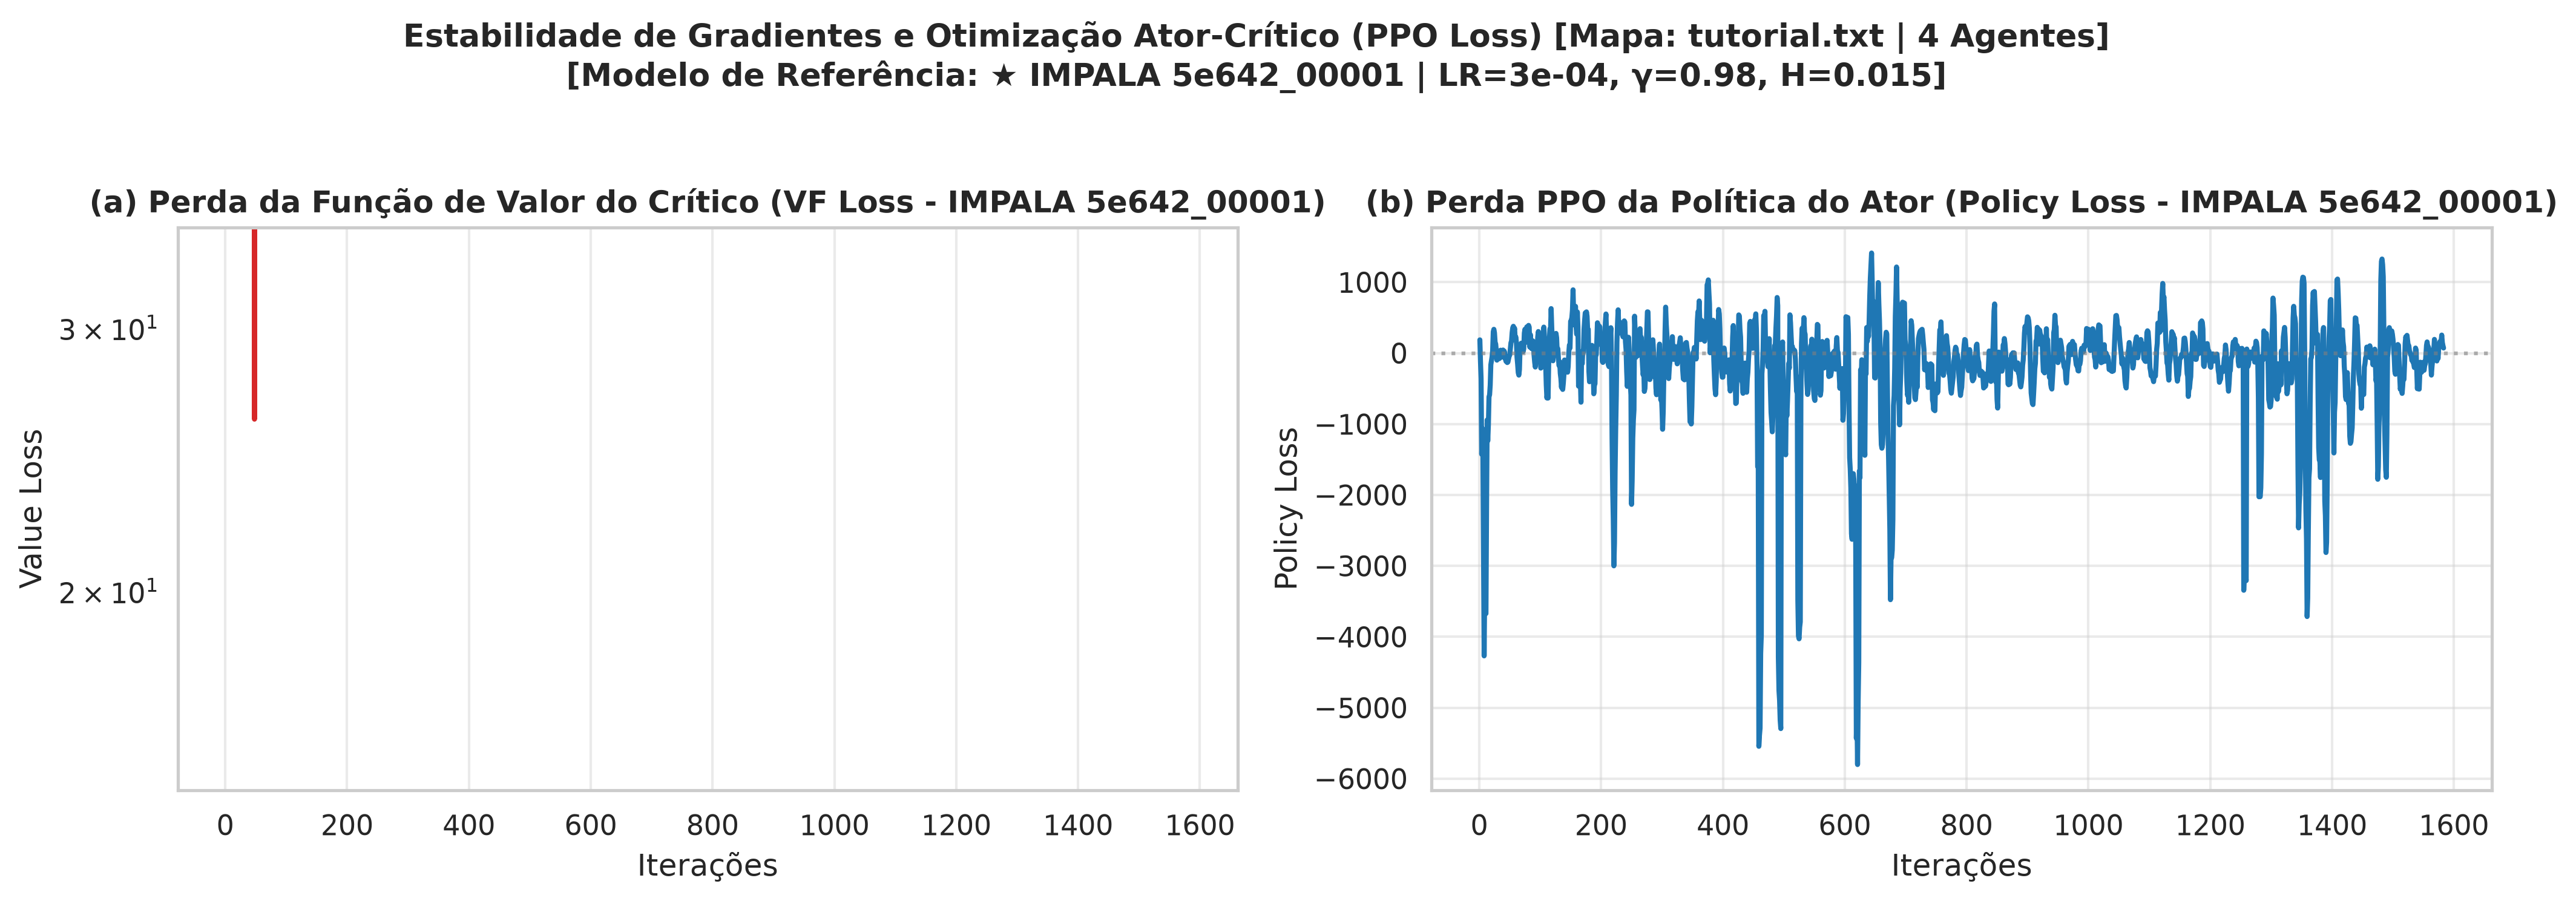 Estabilidade de Gradientes e Otimização Ator-Crítico (PPO Loss) [Mapa: tutorial.txt | 4 Agentes]
[Modelo de Referência: ★ IMPALA 5e642_00001 | LR=3e-04, γ=0.98, H=0.015]
(a) Perda da Função de Valor do Crítico (VF Loss - IMPALA 5e642_00001)
Value Loss
3 × 10¹
2 × 10¹
0 200 400 600 800 1000 1200 1400 1600
Iterações
(b) Perda PPO da Política do Ator (Policy Loss - IMPALA 5e642_00001)
Policy Loss
1000
0
−1000
−2000
−3000
−4000
−5000
−6000
0 200 400 600 800 1000 1200 1400 1600
Iterações